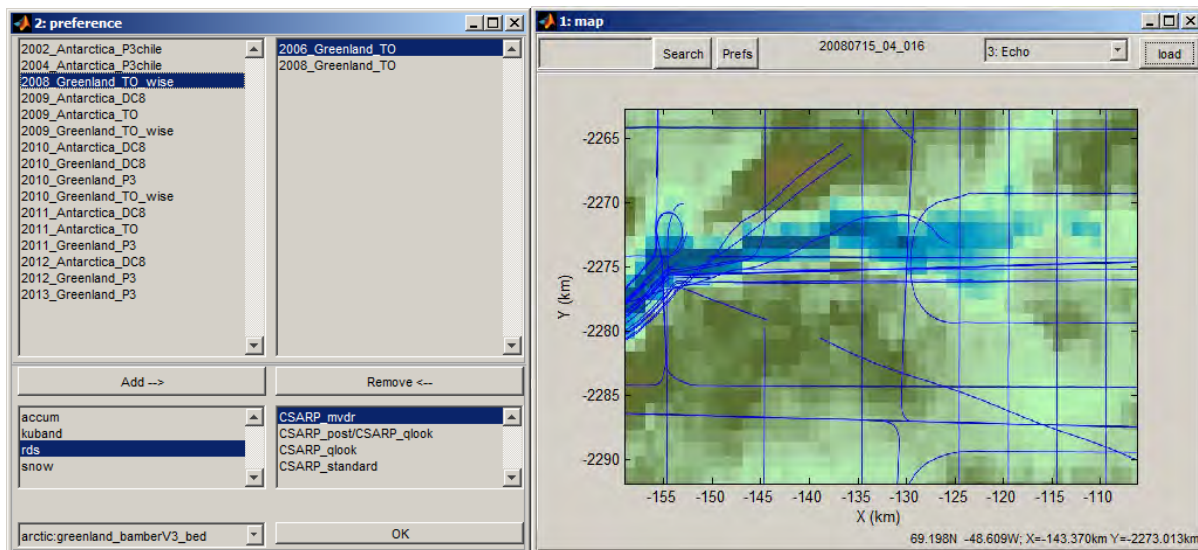 2: preference
2002_Antarctica_P3chile
2004_Antarctica_P3chile
2008_Greenland_TO_wise
2009_Antarctica_DC8
2009_Antarctica_TO
2009_Greenland_TO_wise
2010_Antarctica_DC8
2010_Greenland_DC8
2010_Greenland_P3
2010_Greenland_TO_wise
2011_Antarctica_DC8
2011_Antarctica_TO
2011_Greenland_P3
2012_Antarctica_DC8
2012_Greenland_P3
2013_Greenland_P3
2006_Greenland_TO
2008_Greenland_TO
Add -->
Remove <--
accum
kuband
rds
snow
CSARP_mvdr
CSARP_post/CSARP_qlook
CSARP_qlook
CSARP_standard
arctic:greenland_bamberV3_bed
OK
1: map
Search
Prefs
20080715_04_016
3: Echo
load
-2265
-2270
-2275
-2280
-2285
-2290
Y (km)
-155 -150 -145 -140 -135 -130 -125 -120 -115 -110
X (km)
69.198N -48.609W; X=-143.370km Y=-2273.013km